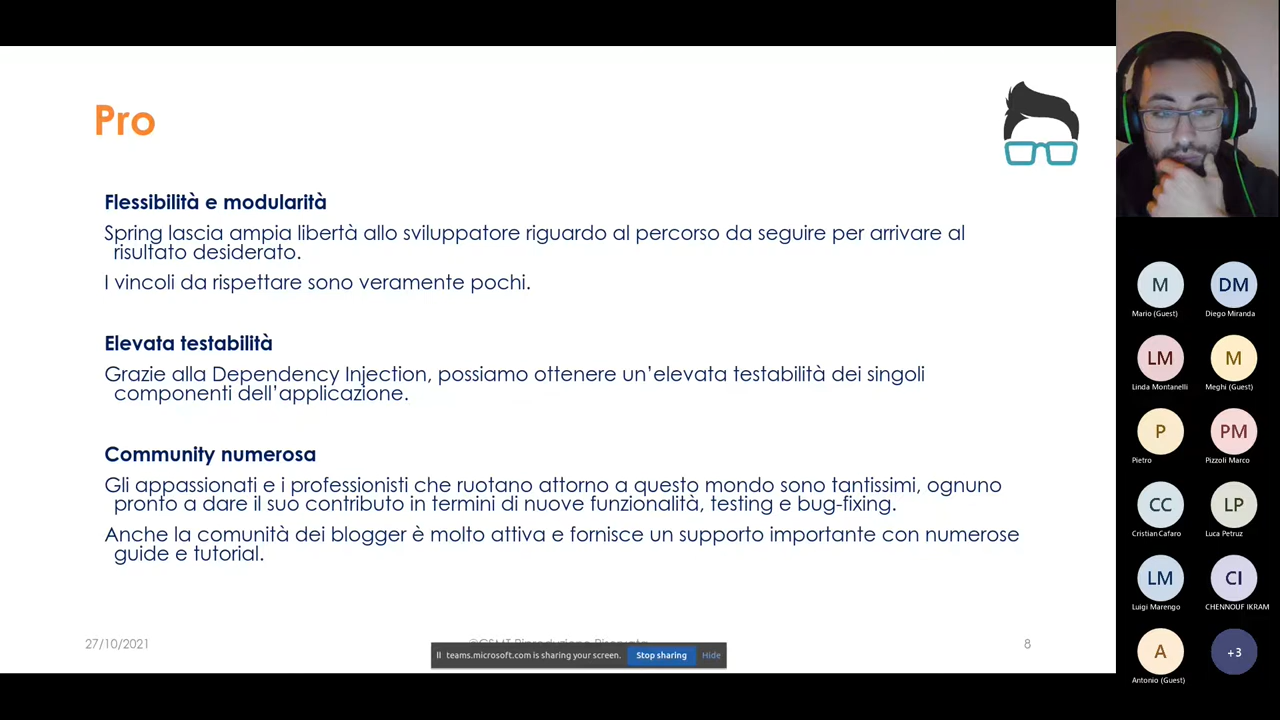 Pro
Flessibilità e modularità
Spring lascia ampia libertà allo sviluppatore riguardo al percorso da seguire per arrivare al
risultato desiderato.
I vincoli da rispettare sono veramente pochi.
Elevata testabilità
Grazie alla Dependency Injection, possiamo ottenere un’elevata testabilità dei singoli
componenti dell’applicazione.
Community numerosa
Gli appassionati e i professionisti che ruotano attorno a questo mondo sono tantissimi, ognuno
pronto a dare il suo contributo in termini di nuove funzionalità, testing e bug-fixing.
Anche la comunità dei blogger è molto attiva e fornisce un supporto importante con numerose
guide e tutorial.
27/10/2021
8
teams.microsoft.com is sharing your screen. Stop sharing Hide
M DM
Mario (Guest) Diego Miranda
LM M
Linda Montanelli Meghi (Guest)
P PM
Pietro Pizzoli Marco
CC LP
Cristian Cafaro Luca Petruz
LM CI
Luigi Marengo CHENNOUF IKRAM
A +3
Antonio (Guest)